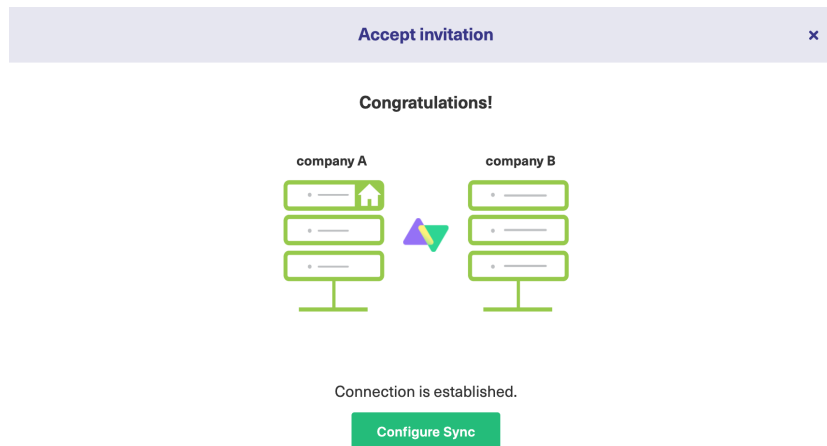 Accept invitation ×
Congratulations!
company A company B
Connection is established.
Configure Sync